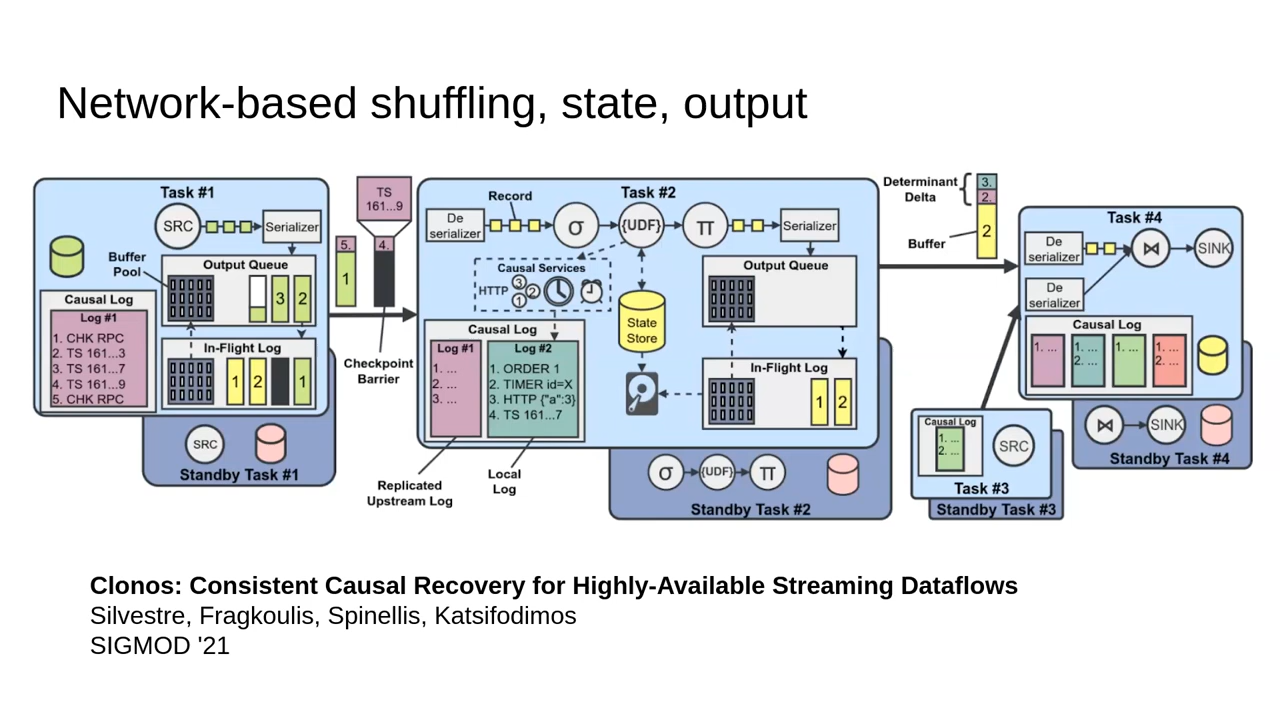 Network-based shuffling, state, output
Task #1
SRC
Serializer
Buffer
Pool
Output Queue
3
2
Causal Log
Log #1
1. CHK RPC
2. TS 161...3
3. TS 161...7
4. TS 161...9
5. CHK RPC
In-Flight Log
1
2
1
SRC
Standby Task #1
TS
161...9
5.
4.
1
Checkpoint
Barrier
Task #2
Record
De
serializer
σ
{UDF}
π
Serializer
Causal Services
HTTP
3
2
1
State
Store
Output Queue
Causal Log
Log #1
1. ...
2. ...
3. ...
Log #2
1. ORDER 1
2. TIMER id=X
3. HTTP {"a":3}
4. TS 161...7
In-Flight Log
1
2
Replicated
Upstream Log
Local
Log
σ
{UDF}
π
Standby Task #2
Determinant
Delta
3.
2.
Buffer
2
Task #4
De
serializer
⋈
SINK
De
serializer
Causal Log
1. ...
1. ...
2. ...
1. ...
1. ...
2. ...
⋈
SINK
Standby Task #4
Causal Log
1. ...
2. ...
SRC
Task #3
Standby Task #3
Clonos: Consistent Causal Recovery for Highly-Available Streaming Dataflows
Silvestre, Fragkoulis, Spinellis, Katsifodimos
SIGMOD '21